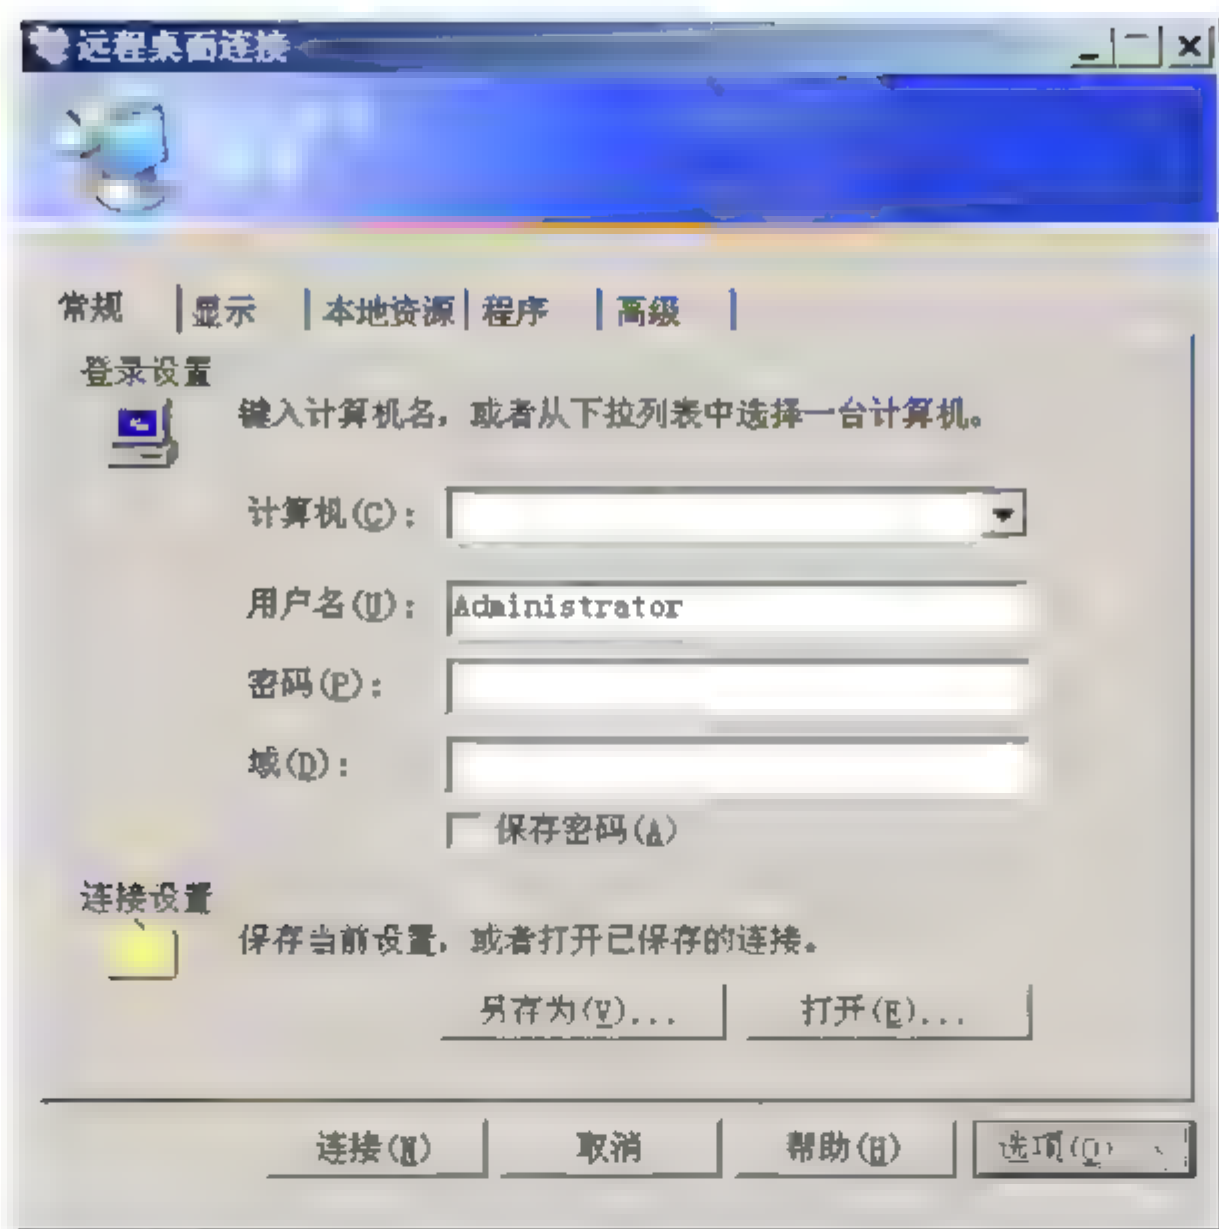 远程桌面连接
常规 显示 本地资源 程序 高级
登录设置
键入计算机名，或者从下拉列表中选择一台计算机。
计算机(C)：
用户名(U)： Administrator
密码(P)：
域(D)：
保存密码(A)
连接设置
保存当前设置，或者打开已保存的连接。
另存为(V)... 打开(E)...
连接(N) 取消 帮助(H) 选项(O)